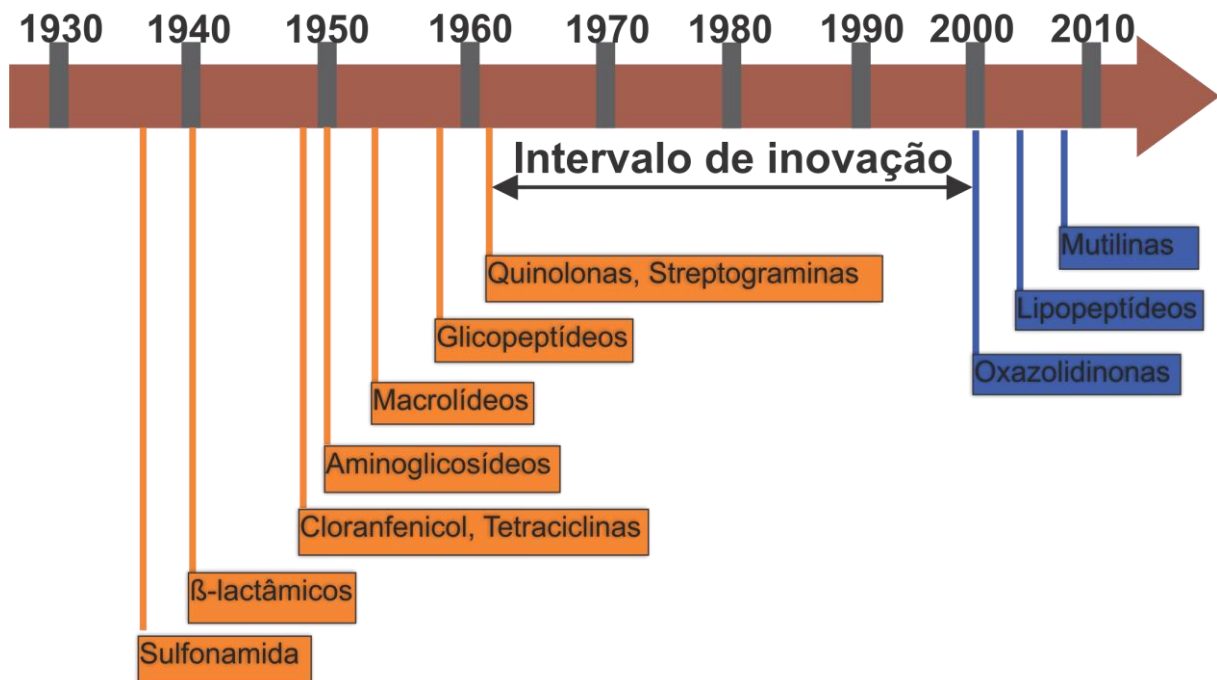 1930 1940 1950 1960 1970 1980 1990 2000 2010
Intervalo de inovação
Mutilinas
Quinolonas, Streptograminas
Lipopeptídeos
Glicopeptídeos
Oxazolidinonas
Macrolídeos
Aminoglicosídeos
Cloranfenicol, Tetraciclinas
ß-lactâmicos
Sulfonamida